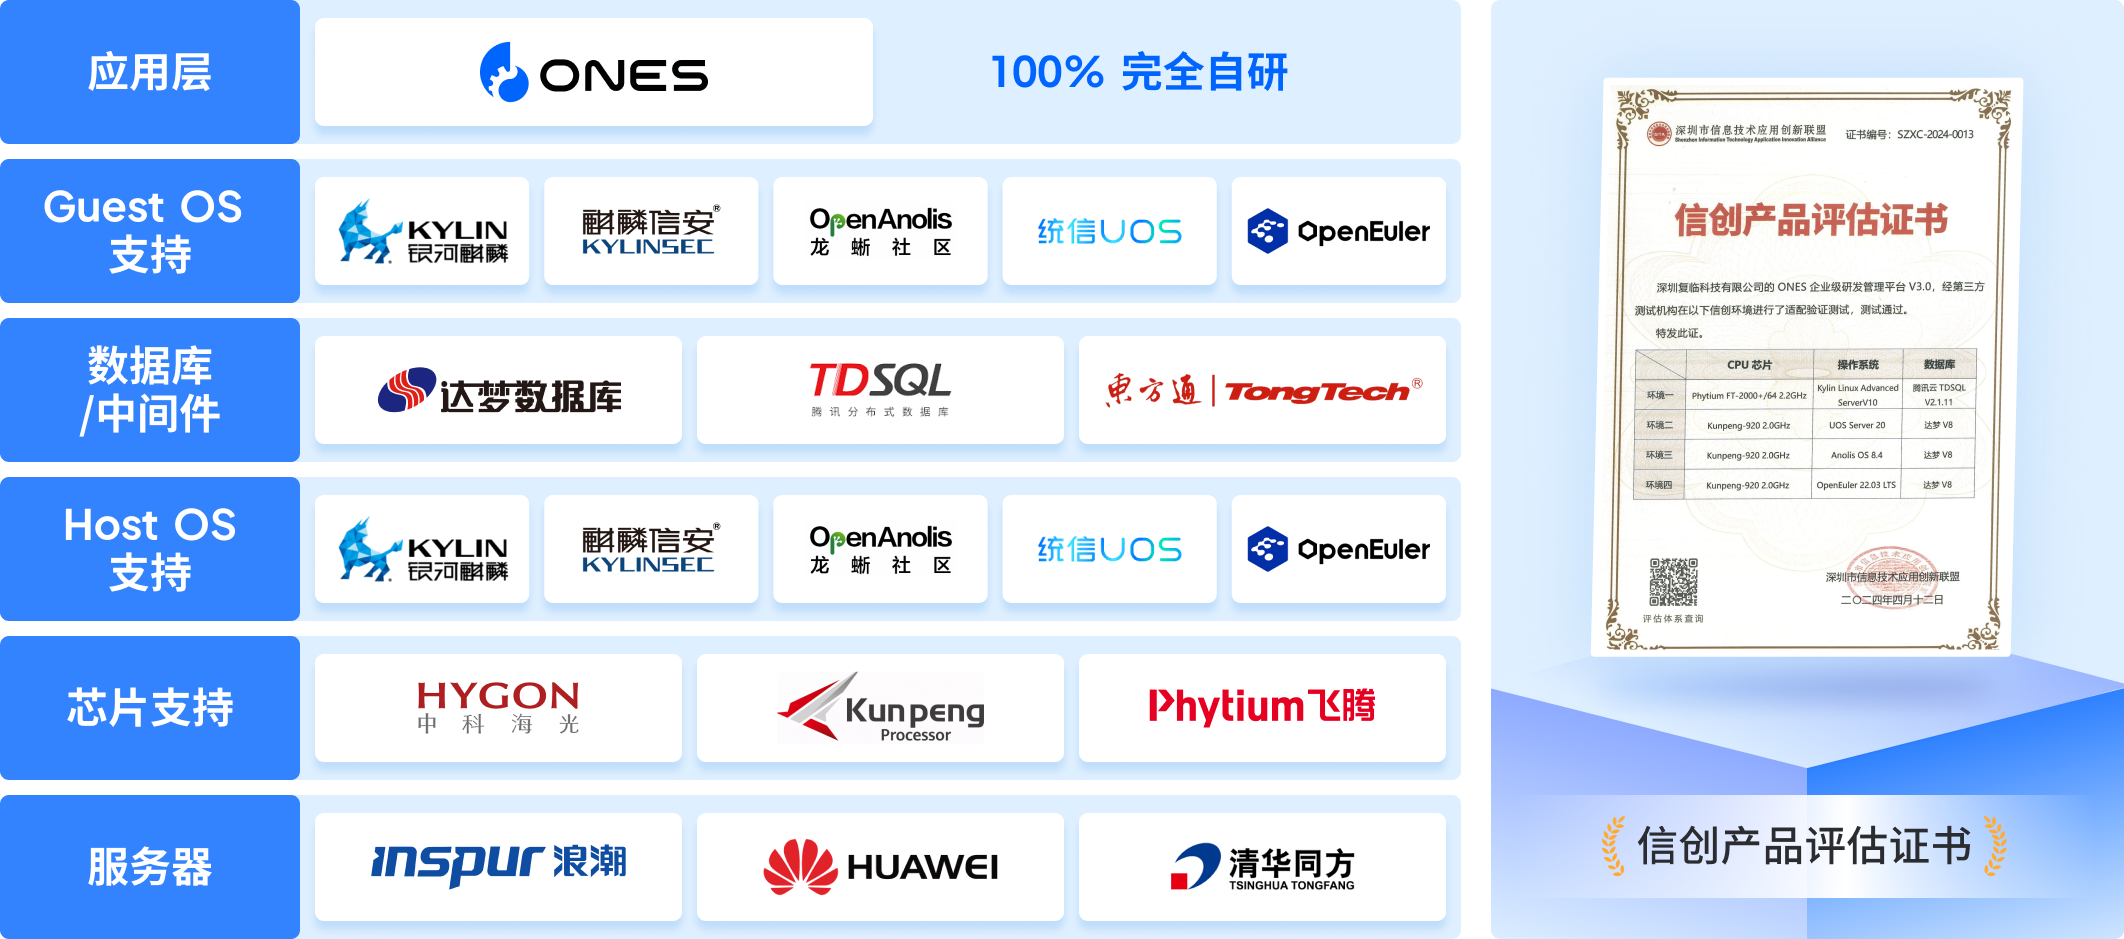 应用层
ONES
100% 完全自研
Guest OS
支持
KYLIN
银河麒麟
麒麟信安®
KYLINSEC
OpenAnolis
龙蜥社区
统信UOS
OpenEuler
数据库
/中间件
达梦数据库
TDSQL
腾讯分布式数据库
東方通|TongTech®
Host OS
支持
KYLIN
银河麒麟
麒麟信安®
KYLINSEC
OpenAnolis
龙蜥社区
统信UOS
OpenEuler
芯片支持
HYGON
中科海光
Kunpeng
Processor
Phytium飞腾
服务器
inspur浪潮
HUAWEI
清华同方
TSINGHUA TONGFANG
深圳市信息技术应用创新联盟
Shenzhen Information Technology Application Innovation Alliance
证书编号：SZXC-2024-0013
信创产品评估证书
深圳复临科技有限公司的 ONES 企业级研发管理平台 V3.0，经第三方
测试机构在以下信创环境进行了适配验证测试，测试通过。
特发此证。
CPU 芯片 操作系统 数据库
环境一 Phytium FT-2000+/64 2.2GHz Kylin Linux Advanced ServerV10 腾讯云 TDSQL V2.1.11
环境二 Kunpeng-920 2.0GHz UOS Server 20 达梦 V8
环境三 Kunpeng-920 2.0GHz Anolis OS 8.4 达梦 V8
环境四 Kunpeng-920 2.0GHz OpenEuler 22.03 LTS 达梦 V8
评估体系查询
深圳市信息技术应用创新联盟
二〇二四年四月十二日
信创产品评估证书